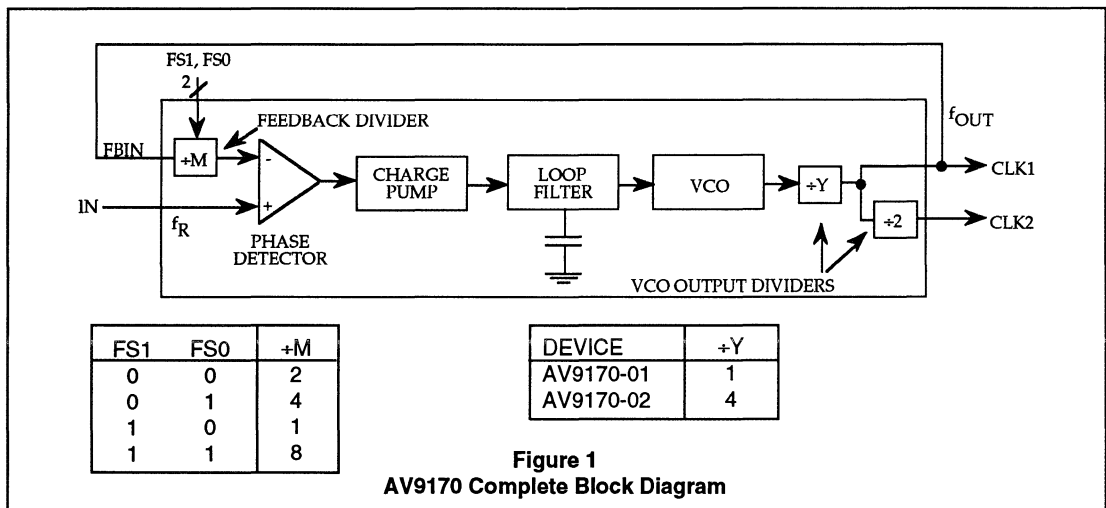 FS1, FS0
2
FEEDBACK DIVIDER
fOUT
FBIN
÷M
-
CHARGE
PUMP
LOOP
FILTER
VCO
÷Y
CLK1
IN
fR
+
÷2
CLK2
PHASE
DETECTOR
VCO OUTPUT DIVIDERS
FS1 FS0 ÷M
0 0 2
0 1 4
1 0 1
1 1 8
DEVICE ÷Y
AV9170-01 1
AV9170-02 4
Figure 1
AV9170 Complete Block Diagram